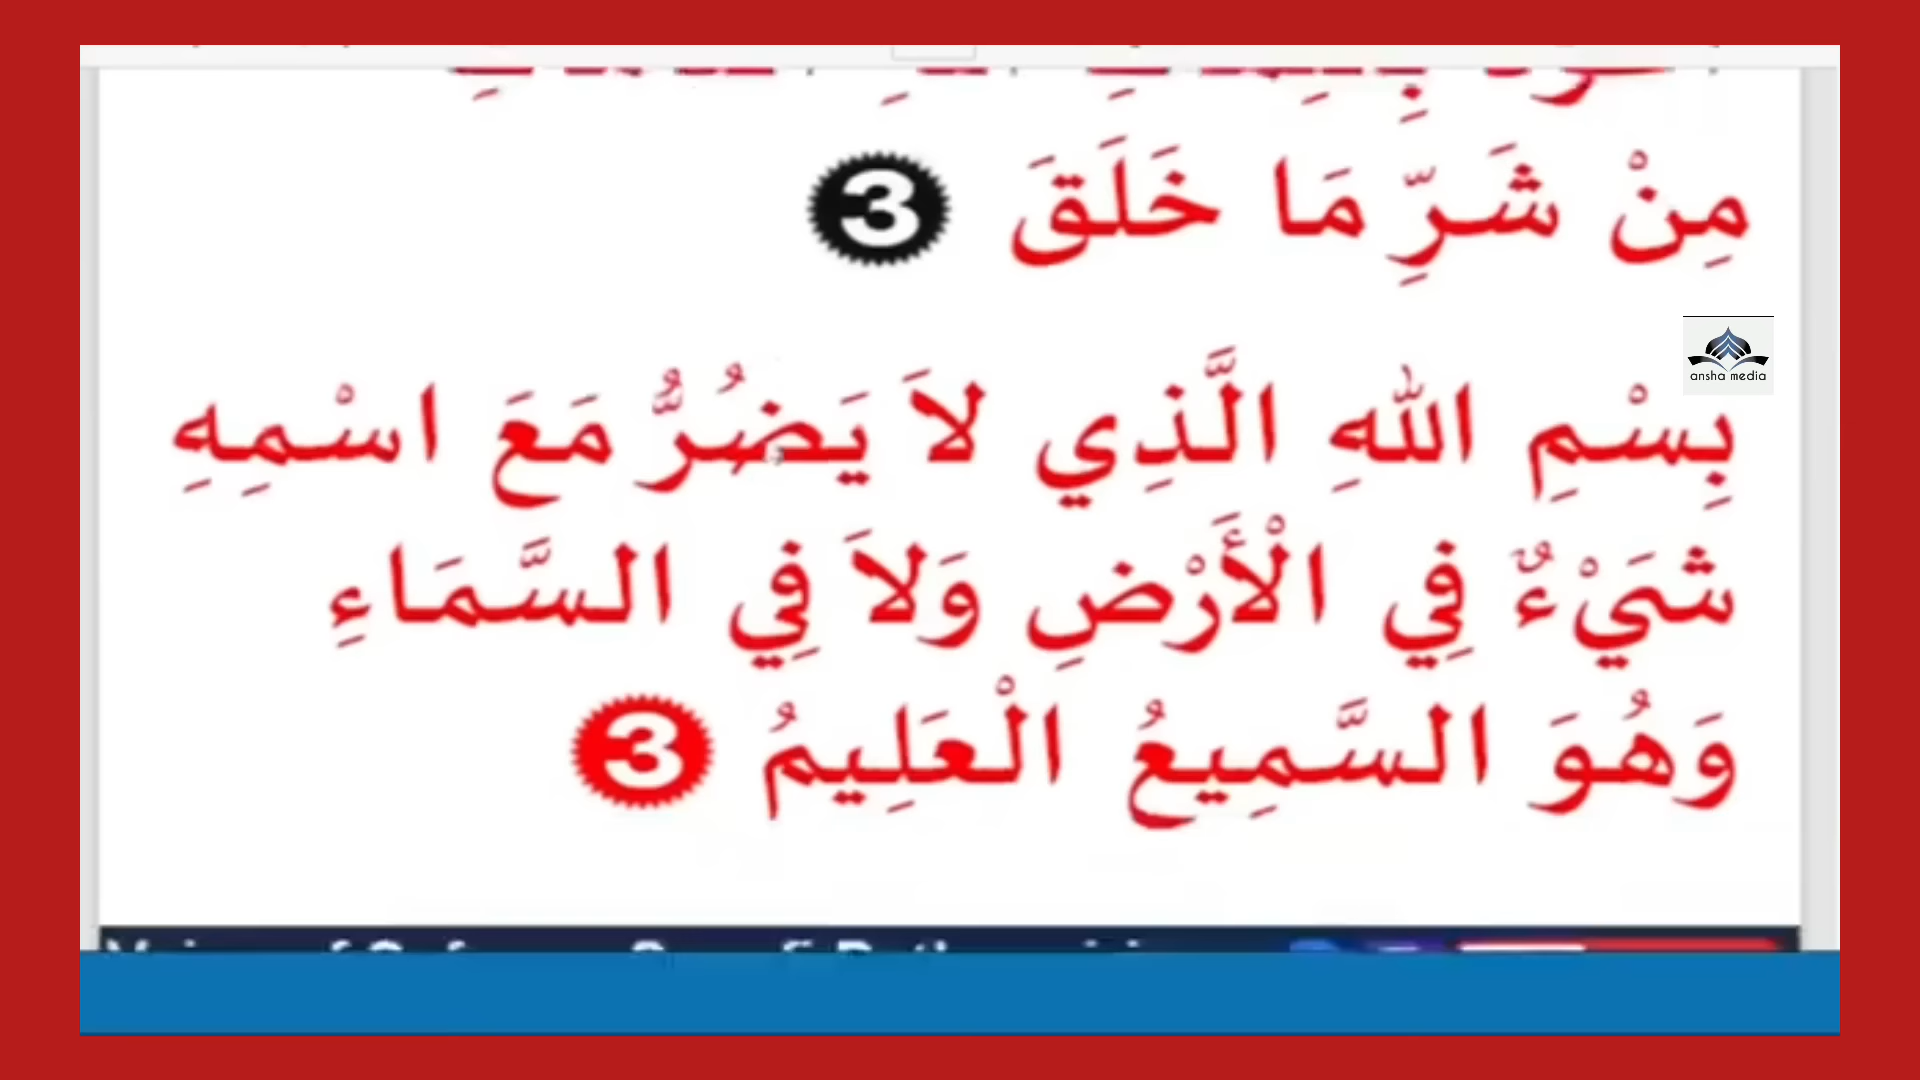 مِنْ شَرِّ مَا خَلَقَ 3
ansha media
بِسْمِ اللهِ الَّذِي لاَ يَضُرُّ مَعَ اسْمِهِ
شَيْءٌ فِي الْأَرْضِ وَلاَ فِي السَّمَاءِ
وَهُوَ السَّمِيعُ الْعَلِيمُ 3